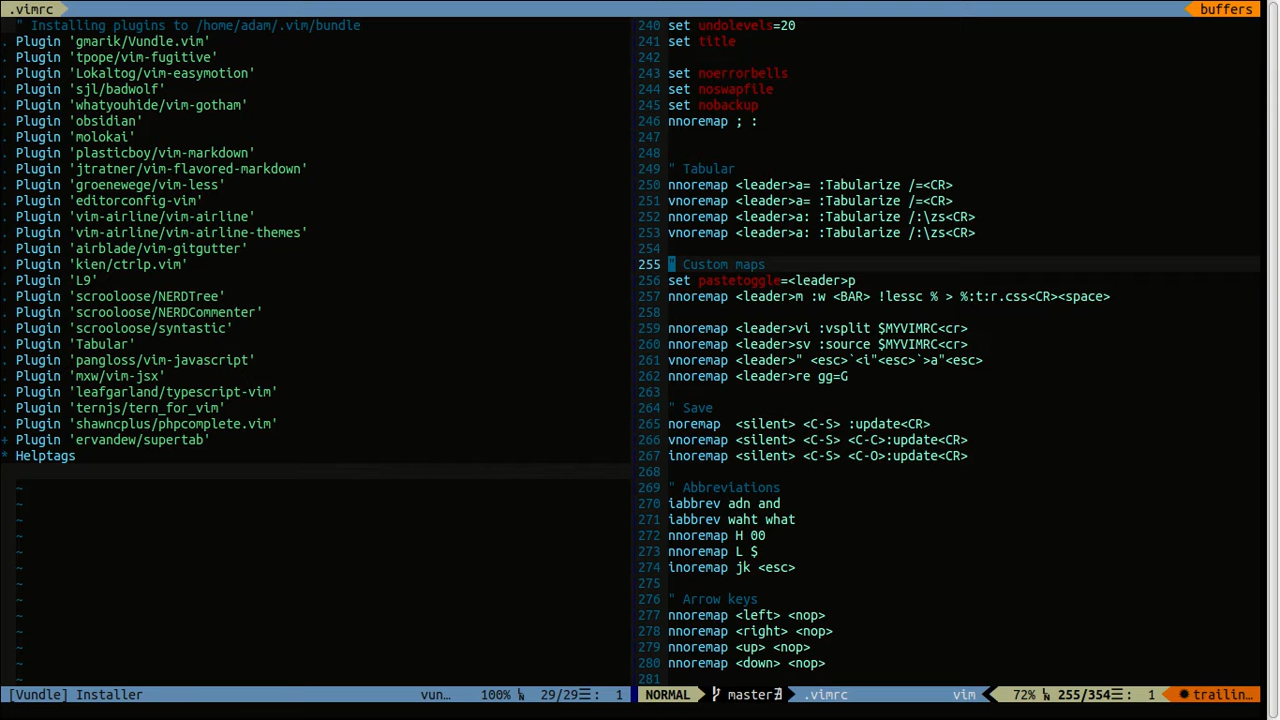 .vimrc
buffers
" Installing plugins to /home/adam/.vim/bundle
. Plugin 'gmarik/Vundle.vim'
. Plugin 'tpope/vim-fugitive'
. Plugin 'Lokaltog/vim-easymotion'
. Plugin 'sjl/badwolf'
. Plugin 'whatyouhide/vim-gotham'
. Plugin 'obsidian'
. Plugin 'molokai'
. Plugin 'plasticboy/vim-markdown'
. Plugin 'jtratner/vim-flavored-markdown'
. Plugin 'groenewege/vim-less'
. Plugin 'editorconfig-vim'
. Plugin 'vim-airline/vim-airline'
. Plugin 'vim-airline/vim-airline-themes'
. Plugin 'airblade/vim-gitgutter'
. Plugin 'kien/ctrlp.vim'
. Plugin 'L9'
. Plugin 'scrooloose/NERDTree'
. Plugin 'scrooloose/NERDCommenter'
. Plugin 'scrooloose/syntastic'
. Plugin 'Tabular'
. Plugin 'pangloss/vim-javascript'
. Plugin 'mxw/vim-jsx'
. Plugin 'leafgarland/typescript-vim'
. Plugin 'ternjs/tern_for_vim'
. Plugin 'shawncplus/phpcomplete.vim'
+ Plugin 'ervandew/supertab'
* Helptags
~
~
~
~
~
~
~
~
~
~
~
~
~
[Vundle] Installer vun… 100% ㏑ 29/29☰: 1
240 set undolevels=20
241 set title
242
243 set noerrorbells
244 set noswapfile
245 set nobackup
246 nnoremap ; :
247
248
249 " Tabular
250 nnoremap <leader>a= :Tabularize /=<CR>
251 vnoremap <leader>a= :Tabularize /=<CR>
252 nnoremap <leader>a: :Tabularize /:\zs<CR>
253 vnoremap <leader>a: :Tabularize /:\zs<CR>
254
255 " Custom maps
256 set pastetoggle=<leader>p
257 nnoremap <leader>m :w <BAR> !lessc % > %:t:r.css<CR><space>
259 nnoremap <leader>vi :vsplit $MYVIMRC<cr>
260 nnoremap <leader>sv :source $MYVIMRC<cr>
261 vnoremap <leader>" <esc>`<i"<esc>`>a"<esc>
262 nnoremap <leader>re gg=G
263
264 " Save
265 noremap  <silent> <C-S> :update<CR>
266 vnoremap <silent> <C-S> <C-C>:update<CR>
267 inoremap <silent> <C-S> <C-O>:update<CR>
268
269 " Abbreviations
270 iabbrev adn and
271 iabbrev waht what
272 nnoremap H 00
273 nnoremap L $
274 inoremap jk <esc>
275
276 " Arrow keys
277 nnoremap <left> <nop>
278 nnoremap <right> <nop>
279 nnoremap <up> <nop>
280 nnoremap <down> <nop>
281
NORMAL master∄ .vimrc vim 72% ㏑ 255/354☰: 1 trailin…